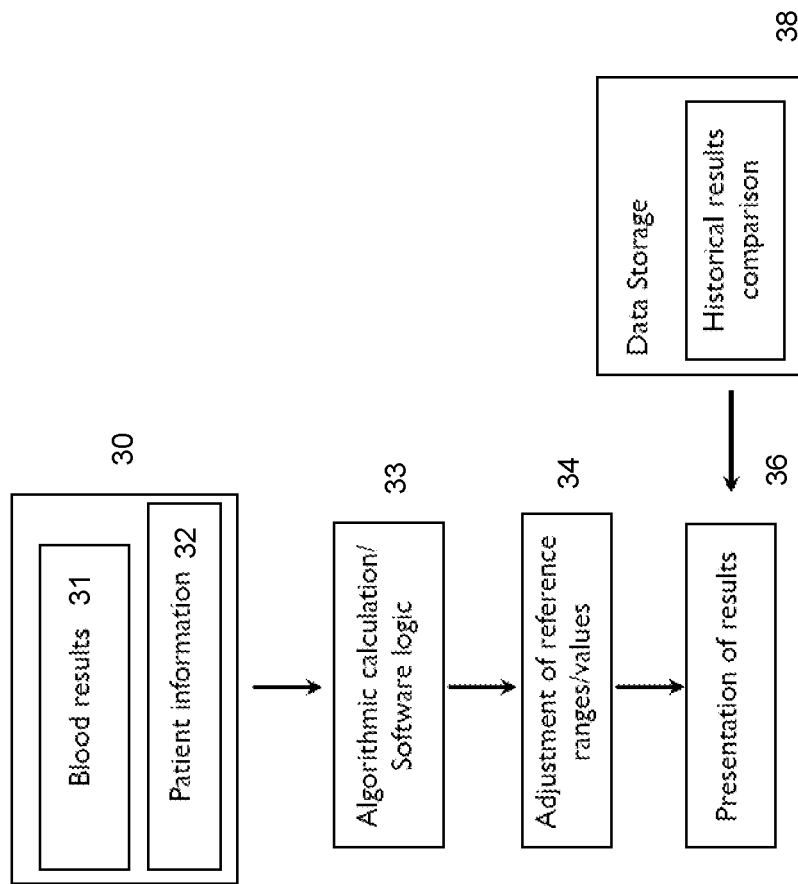 30
Blood results 31
Patient information 32
33
Algorithmic calculation/
Software logic
34
Adjustment of reference
ranges/values
36
Presentation of results
Data Storage
Historical results
comparison
38